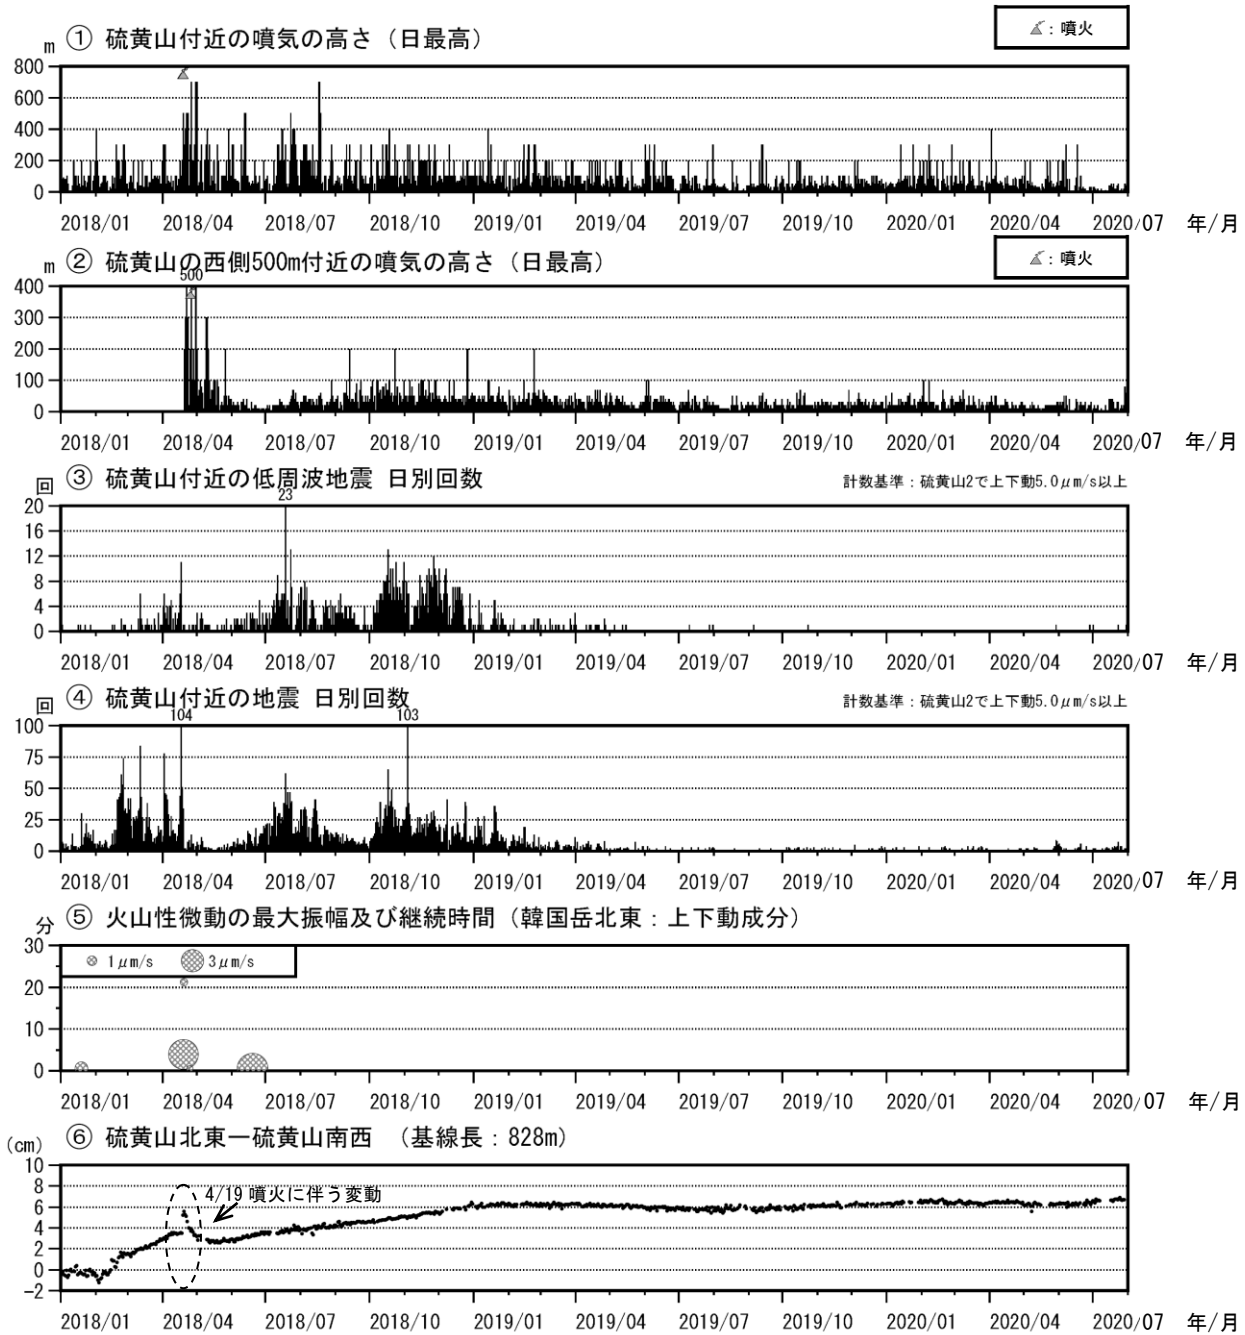 ① 硫黄山付近の噴気の高さ（日最高）
：噴火
m
800
600
400
200
0
2018/01 2018/04 2018/07 2018/10 2019/01 2019/04 2019/07 2019/10 2020/01 2020/04 2020/07 年/月
② 硫黄山の西側500m付近の噴気の高さ（日最高）
：噴火
m
500
400
300
200
100
0
2018/01 2018/04 2018/07 2018/10 2019/01 2019/04 2019/07 2019/10 2020/01 2020/04 2020/07 年/月
③ 硫黄山付近の低周波地震 日別回数
計数基準：硫黄山2で上下動5.0μm/s以上
回
23
20
16
12
8
4
0
2018/01 2018/04 2018/07 2018/10 2019/01 2019/04 2019/07 2019/10 2020/01 2020/04 2020/07 年/月
④ 硫黄山付近の地震 日別回数
計数基準：硫黄山2で上下動5.0μm/s以上
回
104 103
100
75
50
25
0
2018/01 2018/04 2018/07 2018/10 2019/01 2019/04 2019/07 2019/10 2020/01 2020/04 2020/07 年/月
⑤ 火山性微動の最大振幅及び継続時間（韓国岳北東：上下動成分）
分
1μm/s 3μm/s
30
20
10
0
2018/01 2018/04 2018/07 2018/10 2019/01 2019/04 2019/07 2019/10 2020/01 2020/04 2020/07 年/月
⑥ 硫黄山北東ー硫黄山南西 （基線長：828m）
(cm)
4/19 噴火に伴う変動
10
8
6
4
2
0
-2
2018/01 2018/04 2018/07 2018/10 2019/01 2019/04 2019/07 2019/10 2020/01 2020/04 2020/07 年/月